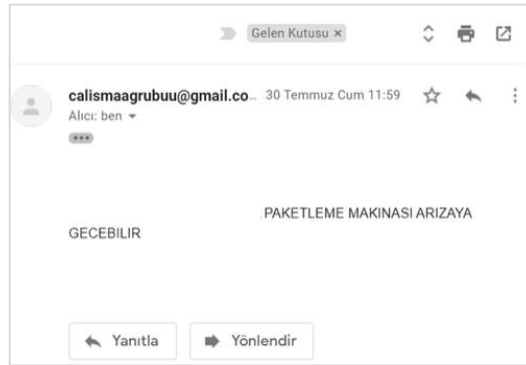 Gelen Kutusu ×
calismaagrubuu@gmail.co... 30 Temmuz Cum 11:59
Alıcı: ben
PAKETLEME MAKINASI ARIZAYA
GECEBILIR
Yanıtla
Yönlendir